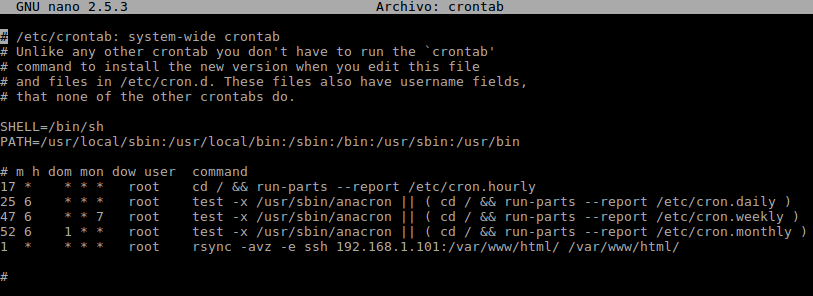 GNU nano 2.5.3 Archivo: crontab
# /etc/crontab: system-wide crontab
# Unlike any other crontab you don't have to run the `crontab'
# command to install the new version when you edit this file
# and files in /etc/cron.d. These files also have username fields,
# that none of the other crontabs do.
SHELL=/bin/sh
PATH=/usr/local/sbin:/usr/local/bin:/sbin:/bin:/usr/sbin:/usr/bin
# m h dom mon dow user  command
17 *    * * *   root    cd / && run-parts --report /etc/cron.hourly
25 6    * * *   root    test -x /usr/sbin/anacron || ( cd / && run-parts --report /etc/cron.daily )
47 6    * * 7   root    test -x /usr/sbin/anacron || ( cd / && run-parts --report /etc/cron.weekly )
52 6    1 * *   root    test -x /usr/sbin/anacron || ( cd / && run-parts --report /etc/cron.monthly )
1  *    * * *   root    rsync -avz -e ssh 192.168.1.101:/var/www/html/ /var/www/html/
#